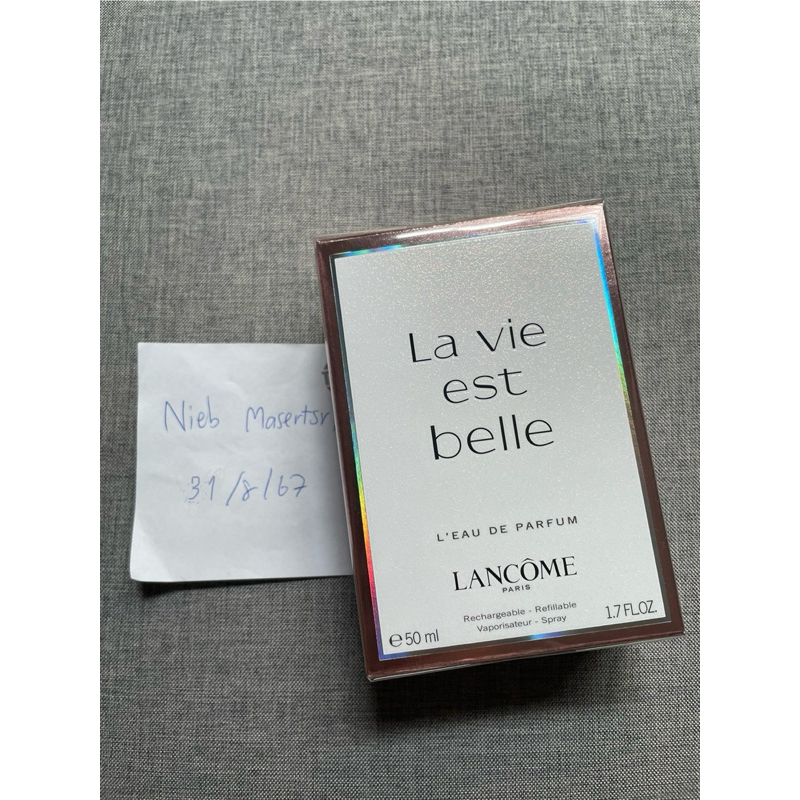 Nieb Masertsr
31/8/67
La vie
est
belle
L'EAU DE PARFUM
LANCÔME
PARIS
Rechargeable - Refillable
Vaporisateur - Spray
e50 ml
1.7 FL.OZ.